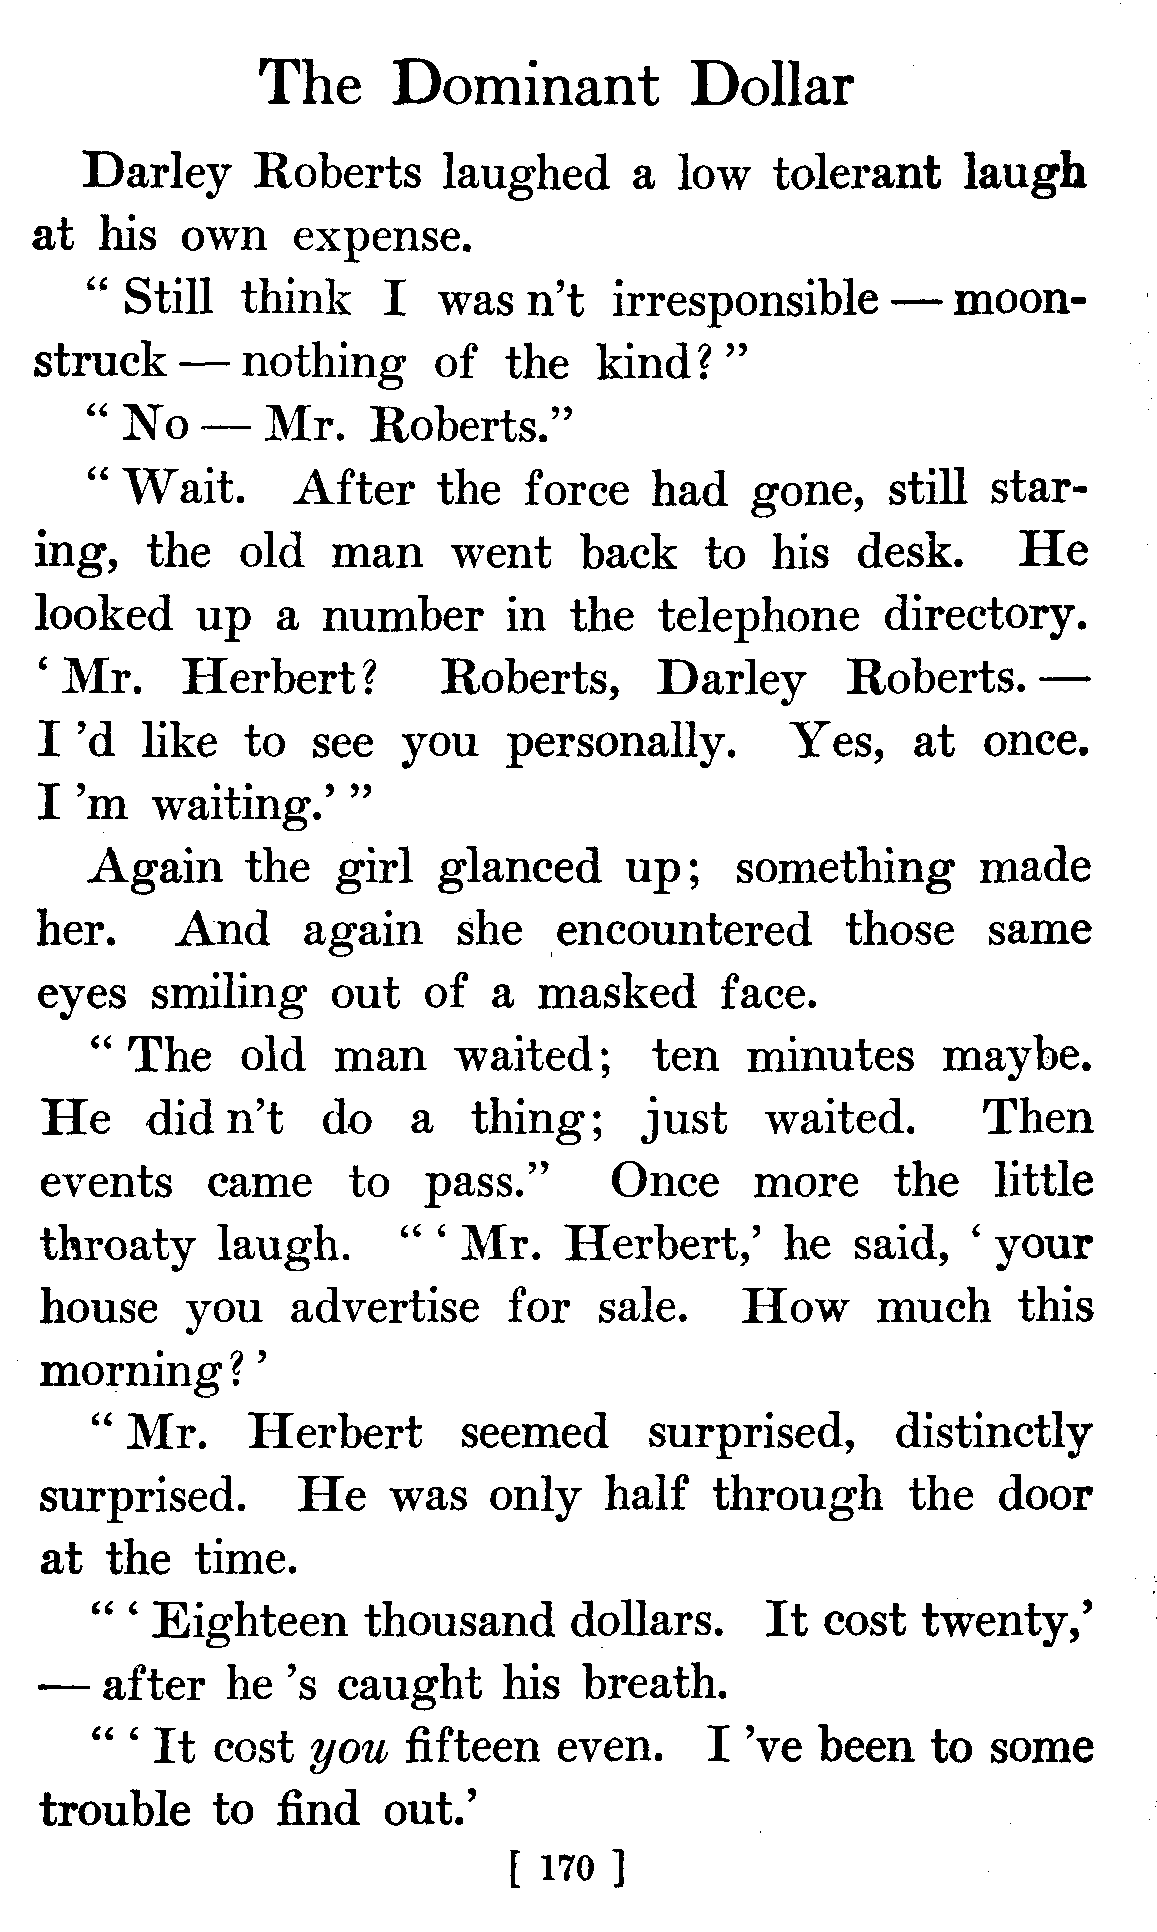 The Dominant Dollar
Darley Roberts laughed a low tolerant laugh
at his own expense.
“ Still think I was n't irresponsible — moon-
struck — nothing of the kind? ”
“ No — Mr. Roberts.”
“ Wait. After the force had gone, still star-
ing, the old man went back to his desk. He
looked up a number in the telephone directory.
‘ Mr. Herbert? Roberts, Darley Roberts. —
I 'd like to see you personally. Yes, at once.
I 'm waiting.’ ”
Again the girl glanced up; something made
her. And again she encountered those same
eyes smiling out of a masked face.
“ The old man waited; ten minutes maybe.
He did n't do a thing; just waited. Then
events came to pass.” Once more the little
throaty laugh. “ ‘ Mr. Herbert,’ he said, ‘ your
house you advertise for sale. How much this
morning? ’
“ Mr. Herbert seemed surprised, distinctly
surprised. He was only half through the door
at the time.
“ ‘ Eighteen thousand dollars. It cost twenty,’
— after he 's caught his breath.
“ ‘ It cost you fifteen even. I 've been to some
trouble to find out.’
[ 170 ]